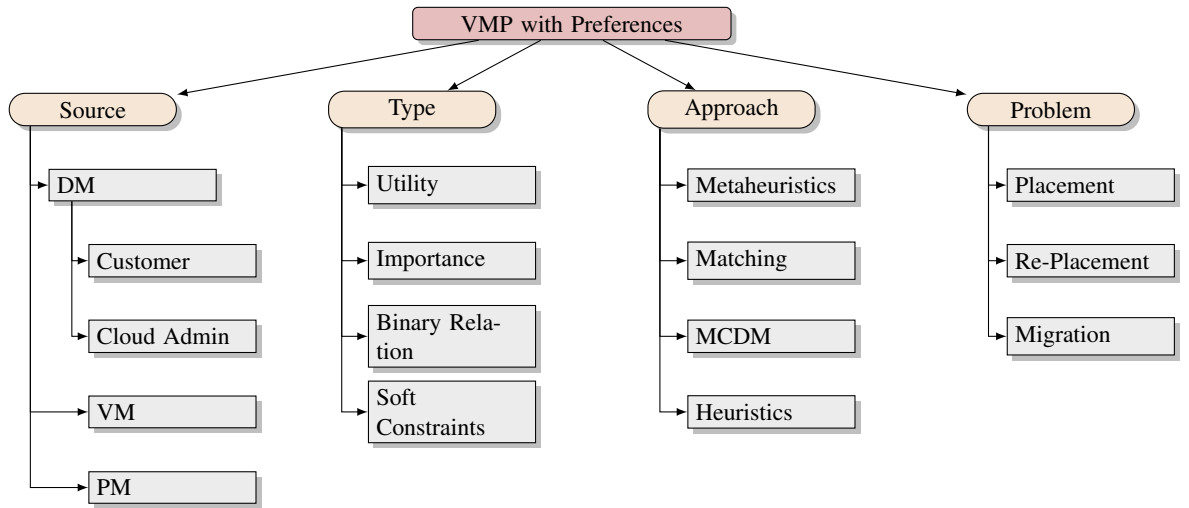 VMP with Preferences
Source
DM
Customer
Cloud Admin
VM
PM
Type
Utility
Importance
Binary Rela-
tion
Soft
Constraints
Approach
Metaheuristics
Matching
MCDM
Heuristics
Problem
Placement
Re-Placement
Migration